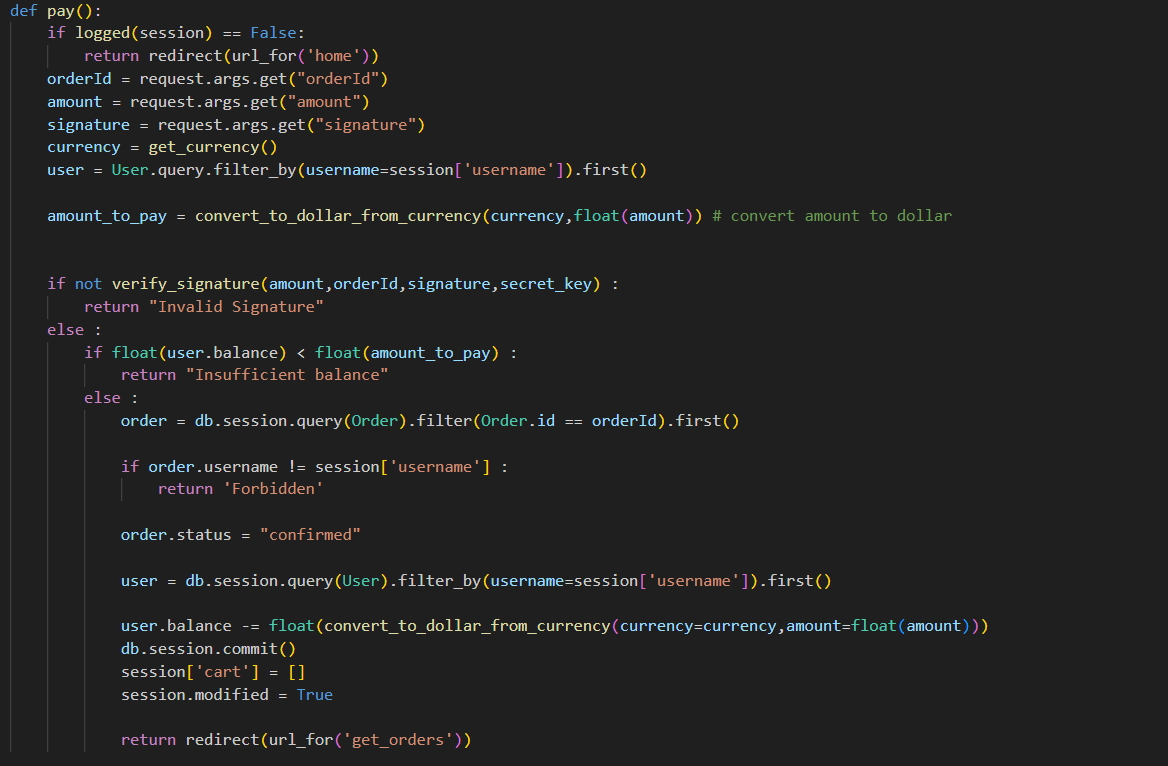 def pay():
    if logged(session) == False:
        return redirect(url_for('home'))
    orderId = request.args.get("orderId")
    amount = request.args.get("amount")
    signature = request.args.get("signature")
    currency = get_currency()
    user = User.query.filter_by(username=session['username']).first()
    amount_to_pay = convert_to_dollar_from_currency(currency,float(amount)) # convert amount to dollar
    if not verify_signature(amount,orderId,signature,secret_key) :
        return "Invalid Signature"
    else :
        if float(user.balance) < float(amount_to_pay) :
            return "Insufficient balance"
        else :
            order = db.session.query(Order).filter(Order.id == orderId).first()
            if order.username != session['username'] :
                return 'Forbidden'
            order.status = "confirmed"
            user = db.session.query(User).filter_by(username=session['username']).first()
            user.balance -= float(convert_to_dollar_from_currency(currency=currency,amount=float(amount)))
            db.session.commit()
            session['cart'] = []
            session.modified = True
            return redirect(url_for('get_orders'))